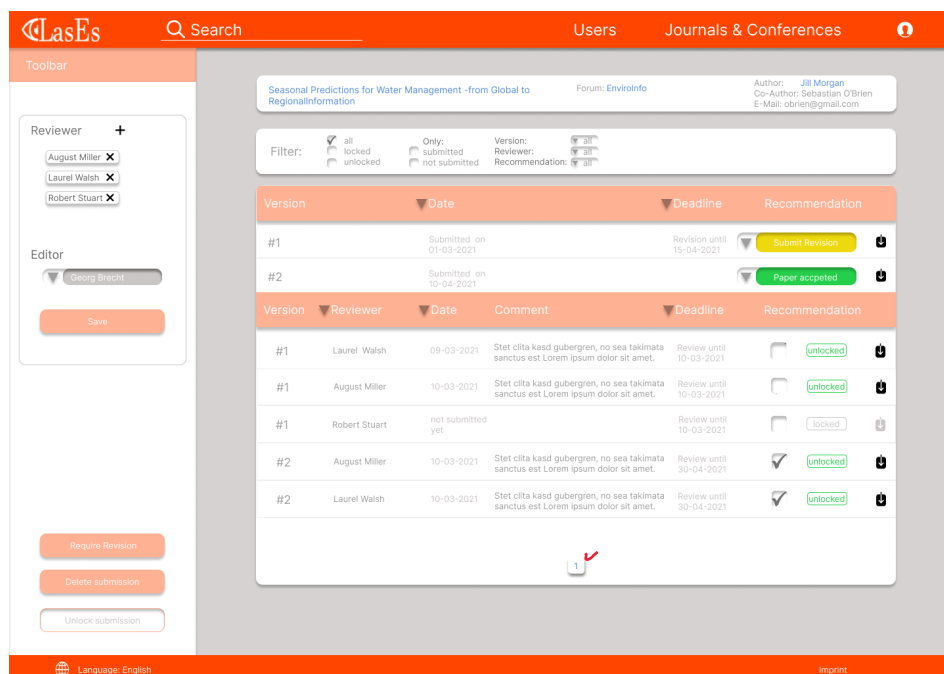 CLasEs
Search
Users
Journals & Conferences
Toolbar
Seasonal Predictions for Water Management -from Global to
RegionalInformation
Forum: EnviroInfo
Author: Jill Morgan
Co-Author: Sebastian O'Brien
E-Mail: obrien@gmail.com
Reviewer +
August Miller X
Laurel Walsh X
Robert Stuart X
Editor
Georg Brecht
Save
Filter:
all
locked
unlocked
Only:
submitted
not submitted
Version: all
Reviewer: all
Recommendation: all
Version Date Deadline Recommendation
#1 Submitted on Revision until Submit Revision
01-03-2021 15-04-2021
#2 Submitted on Paper accpeted
10-04-2021
Version Reviewer Date Comment Deadline Recommendation
#1 Laurel Walsh 09-03-2021 Stet clita kasd gubergren, no sea takimata Review until unlocked
sanctus est Lorem ipsum dolor sit amet. 10-03-2021
#1 August Miller 10-03-2021 Stet clita kasd gubergren, no sea takimata Review until unlocked
sanctus est Lorem ipsum dolor sit amet. 10-03-2021
#1 Robert Stuart not submitted Review until locked
yet 10-03-2021
#2 August Miller 10-03-2021 Stet clita kasd gubergren, no sea takimata Review until unlocked
sanctus est Lorem ipsum dolor sit amet. 30-04-2021
#2 Laurel Walsh 10-03-2021 Stet clita kasd gubergren, no sea takimata Review until unlocked
sanctus est Lorem ipsum dolor sit amet. 30-04-2021
1
Require Revision
Delete submission
Unlock submission
Language: English
Imprint